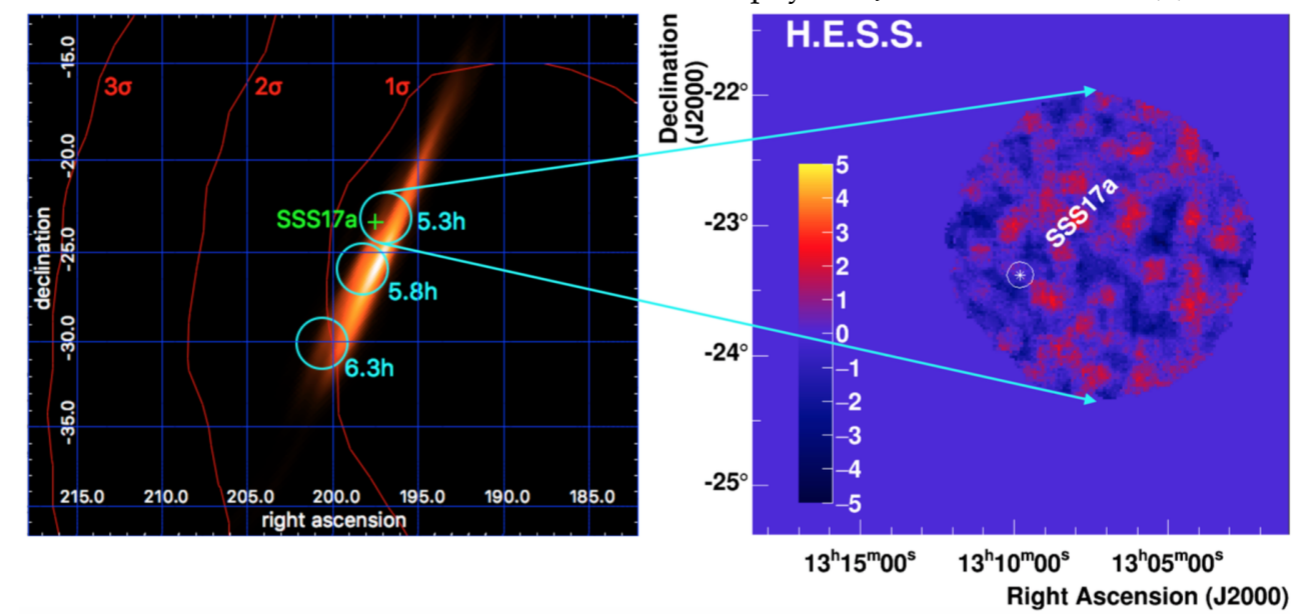 3σ
2σ
1σ
SSS17a
5.3h
5.8h
6.3h
-15.0
-20.0
-25.0
-30.0
-35.0
declination
215.0 210.0 205.0 200.0 195.0 190.0 185.0
right ascension
H.E.S.S.
Declination
(J2000)
-22°
-23°
-24°
-25°
5
4
3
2
1
0
−1
−2
−3
−4
−5
SSS17a
13ʰ15ᵐ00ˢ 13ʰ10ᵐ00ˢ 13ʰ05ᵐ00ˢ
Right Ascension (J2000)